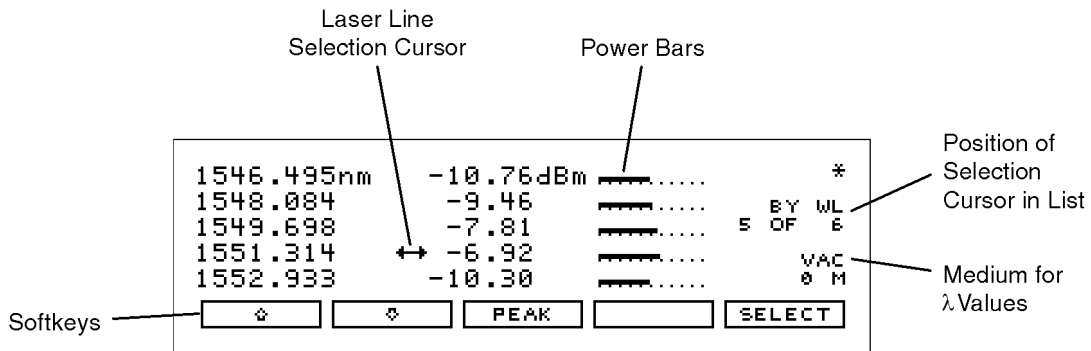 Laser Line
Selection Cursor
Power Bars
Position of
Selection
Cursor in List
1546.495nm -10.76dBm *
1548.084 -9.46 BY WL
1549.698 -7.81 5 OF 6
1551.314 ↔ -6.92 VAC
1552.933 -10.30 0 M
Medium for
λ Values
Softkeys
PEAK
SELECT